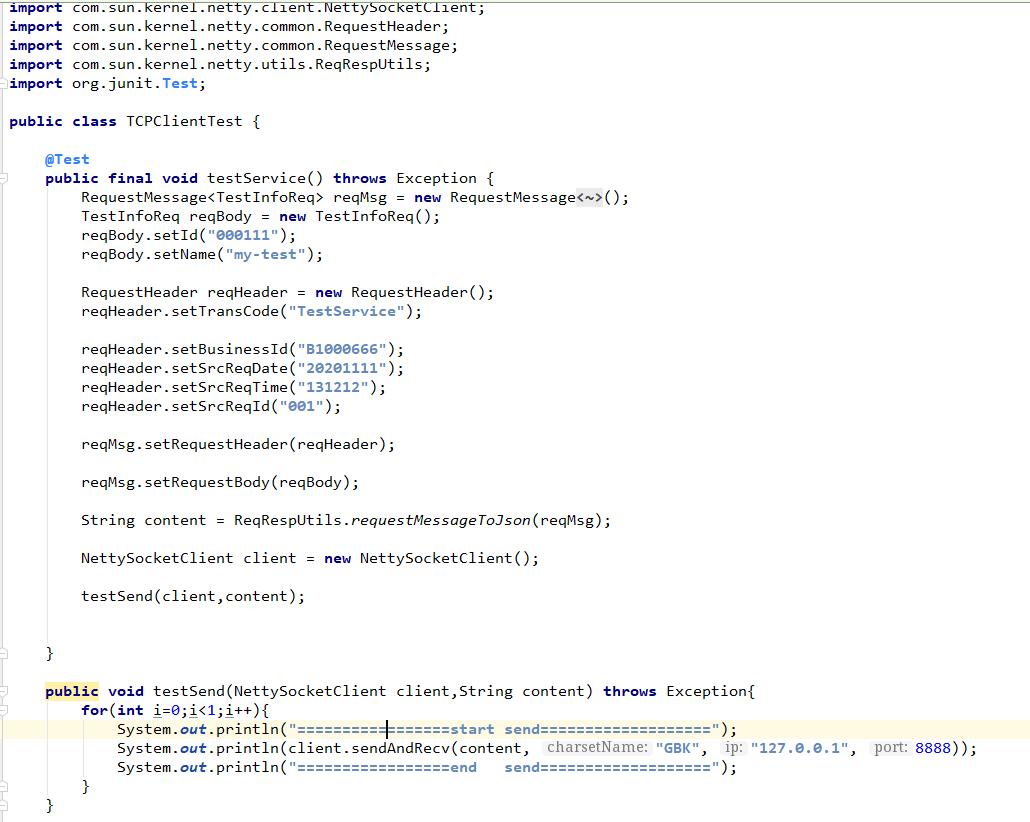 import com.sun.kernel.netty.client.NettySocketClient;
import com.sun.kernel.netty.common.RequestHeader;
import com.sun.kernel.netty.common.RequestMessage;
import com.sun.kernel.netty.utils.ReqRespUtils;
import org.junit.Test;
public class TCPClientTest {
@Test
public final void testService() throws Exception {
RequestMessage<TestInfoReq> reqMsg = new RequestMessage<~>();
TestInfoReq reqBody = new TestInfoReq();
reqBody.setId("000111");
reqBody.setName("my-test");
RequestHeader reqHeader = new RequestHeader();
reqHeader.setTransCode("TestService");
reqHeader.setBusinessId("B1000666");
reqHeader.setSrcReqDate("20201111");
reqHeader.setSrcReqTime("131212");
reqHeader.setSrcReqId("001");
reqMsg.setRequestHeader(reqHeader);
reqMsg.setRequestBody(reqBody);
String content = ReqRespUtils.requestMessageToJson(reqMsg);
NettySocketClient client = new NettySocketClient();
testSend(client,content);
}
public void testSend(NettySocketClient client,String content) throws Exception{
for(int i=0;i<1;i++){
System.out.println("=================start send===================");
System.out.println(client.sendAndRecv(content, charsetName: "GBK", ip: "127.0.0.1", port: 8888));
System.out.println("=================end   send===================");
}
}